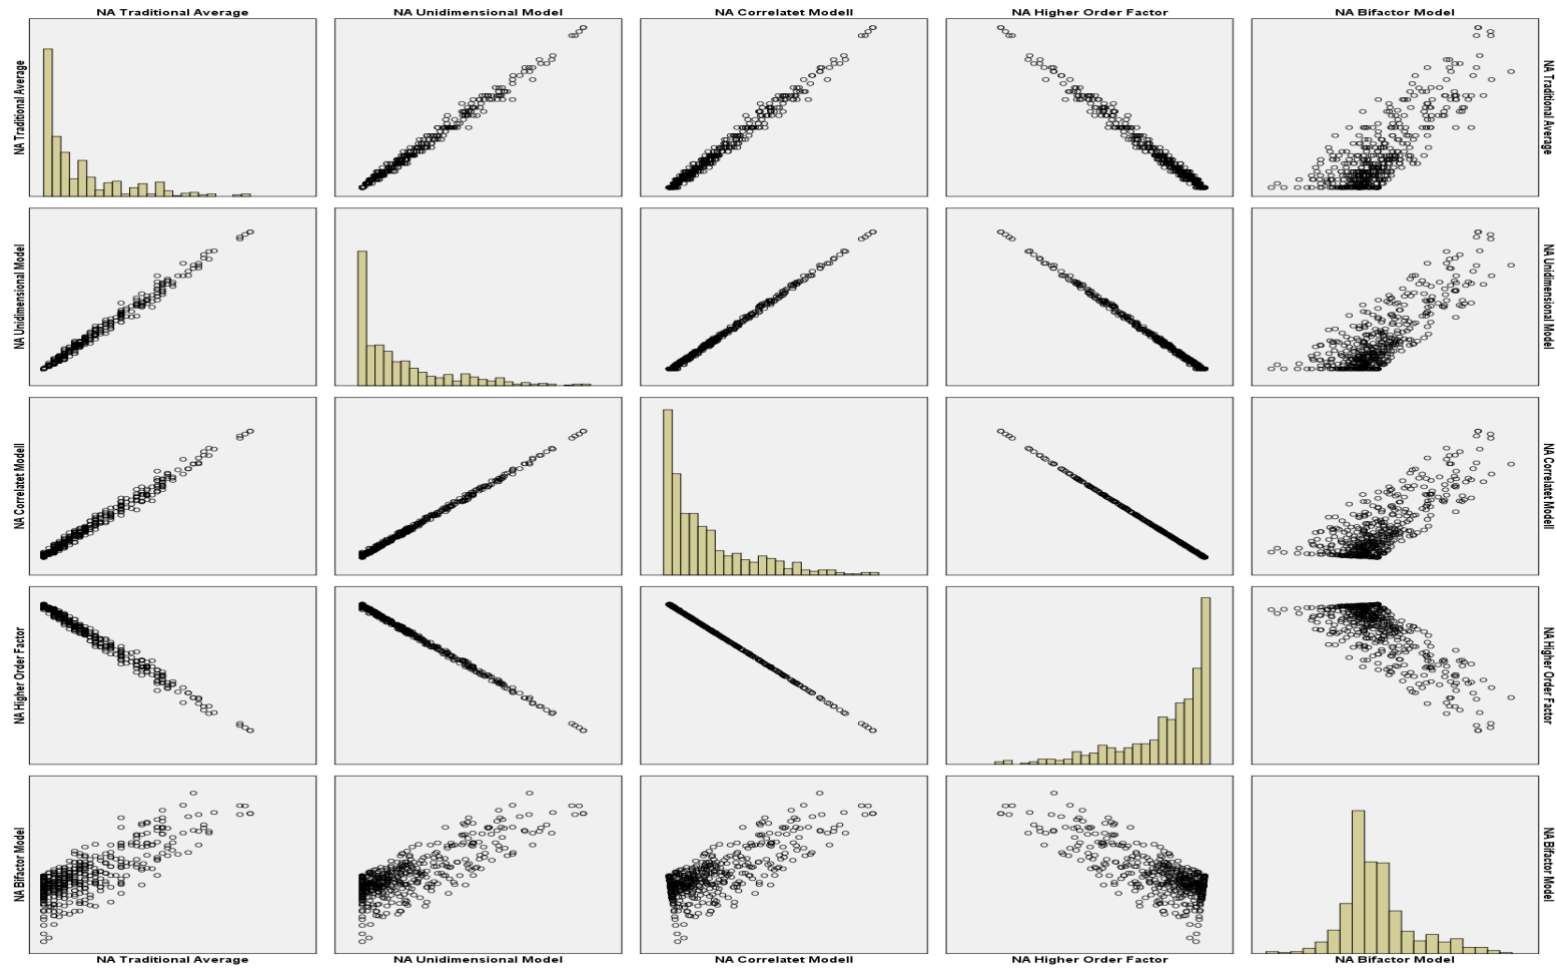 NA Traditional Average
NA Unidimensional Model
NA Correlatet Modell
NA Higher Order Factor
NA Bifactor Model
NA Traditional Average
NA Traditional Average
NA Unidimensional Model
NA Unidimensional Model
NA Correlatet Modell
NA Correlatet Modell
NA Higher Order Factor
NA Higher Order Factor
NA Bifactor Model
NA Bifactor Model
NA Traditional Average
NA Unidimensional Model
NA Correlatet Modell
NA Higher Order Factor
NA Bifactor Model